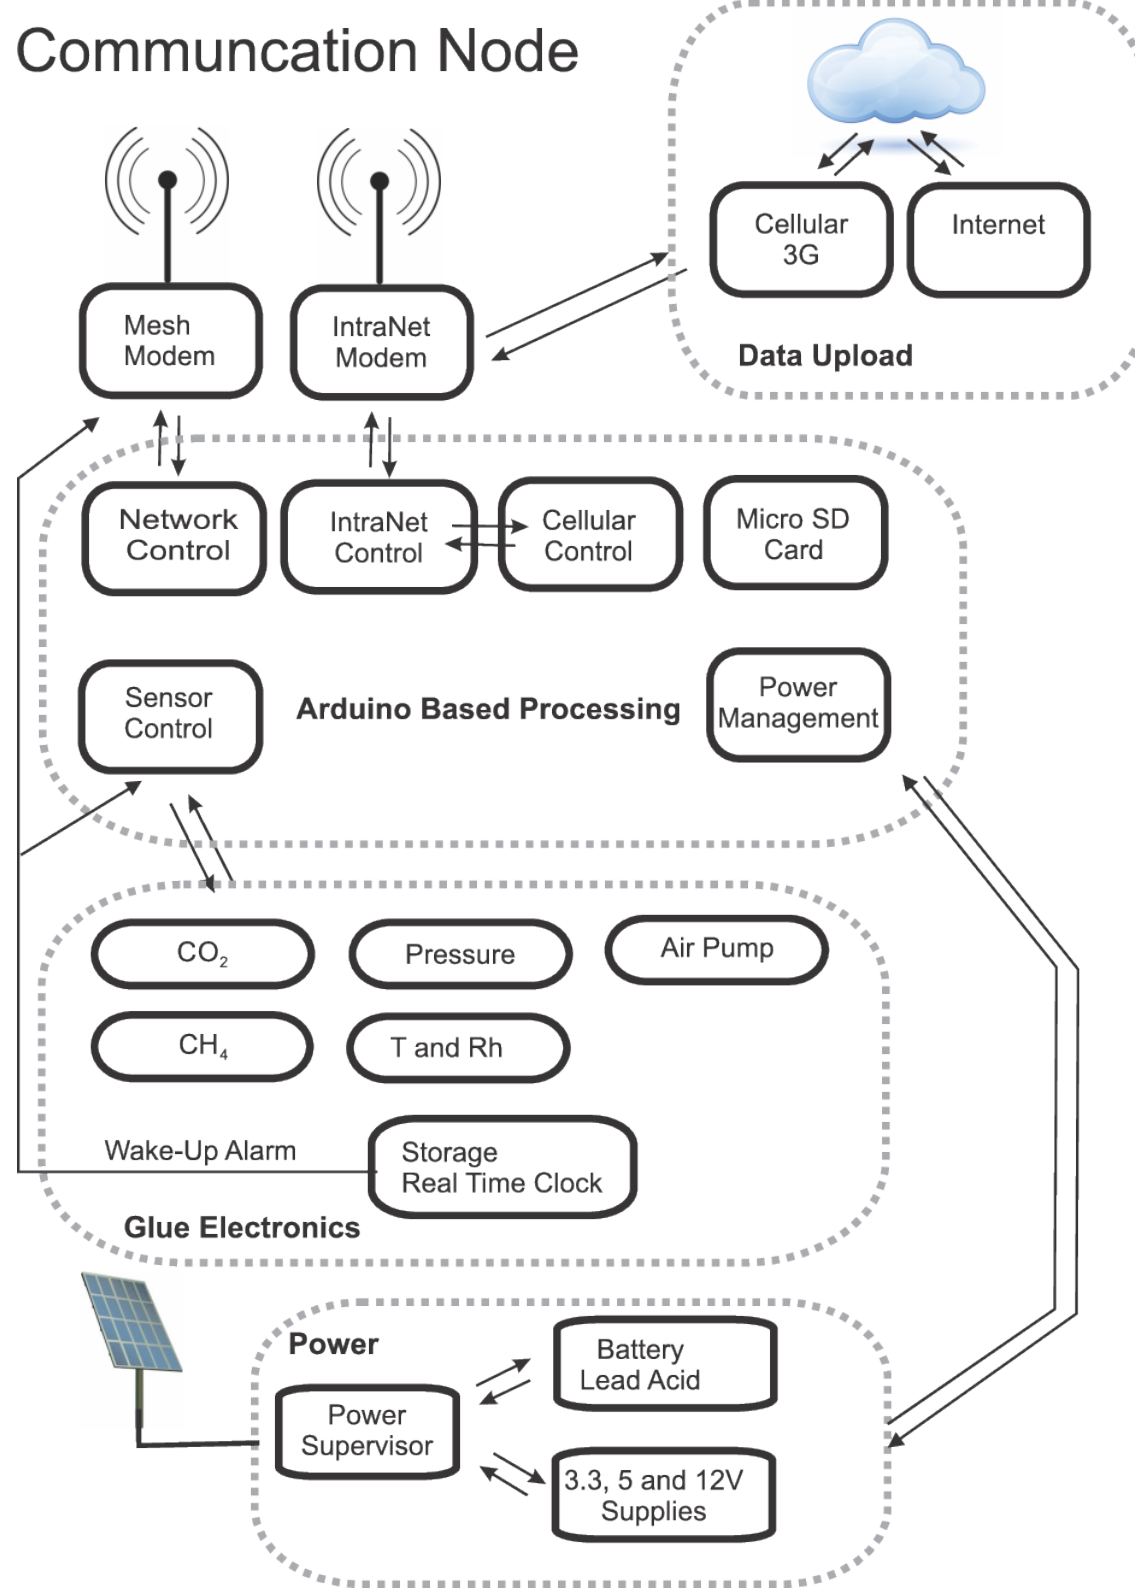 Communcation Node
Cellular
3G
Internet
Data Upload
Mesh
Modem
IntraNet
Modem
Network
Control
IntraNet
Control
Cellular
Control
Micro SD
Card
Sensor
Control
Arduino Based Processing
Power
Management
CO₂
Pressure
Air Pump
CH₄
T and Rh
Wake-Up Alarm
Storage
Real Time Clock
Glue Electronics
Power
Battery
Lead Acid
Power
Supervisor
3.3, 5 and 12V
Supplies